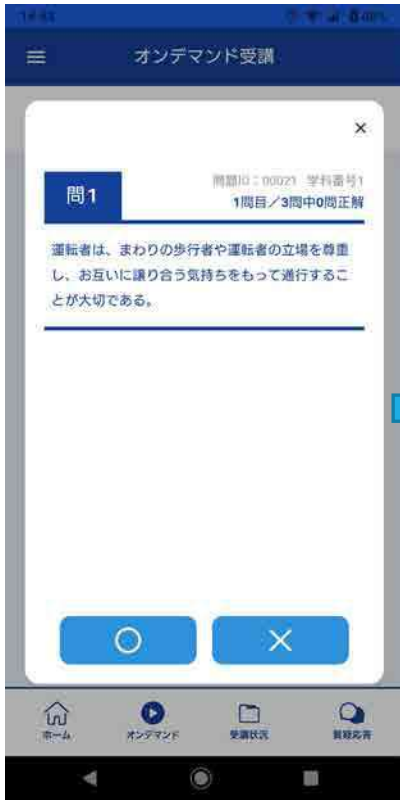 オンデマンド受講
×
問題ID：00021 学科番号1
問1
1問目／3問中0問正解
運転者は、まわりの歩行者や運転者の立場を尊重
し、お互いに譲り合う気持ちをもって通行するこ
とが大切である。
ホーム
オンデマンド
受講状況
質疑応答